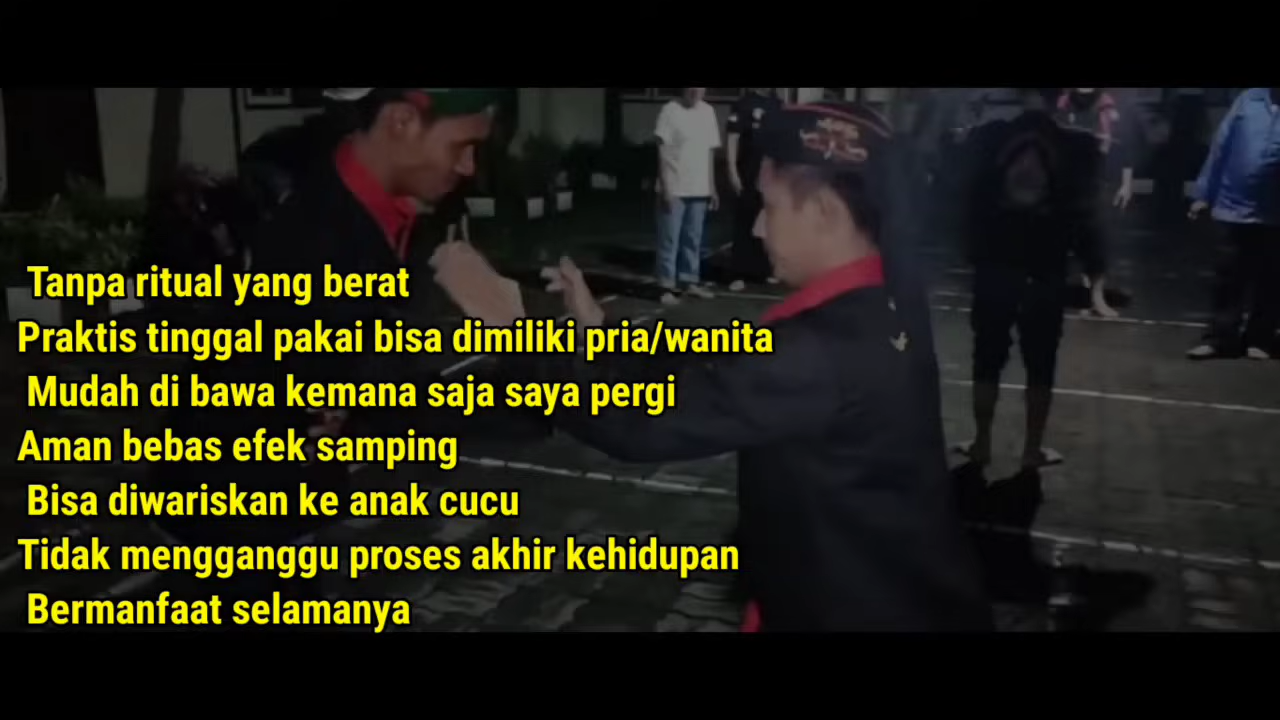 Tanpa ritual yang berat
Praktis tinggal pakai bisa dimiliki pria/wanita
Mudah di bawa kemana saja saya pergi
Aman bebas efek samping
Bisa diwariskan ke anak cucu
Tidak mengganggu proses akhir kehidupan
Bermanfaat selamanya